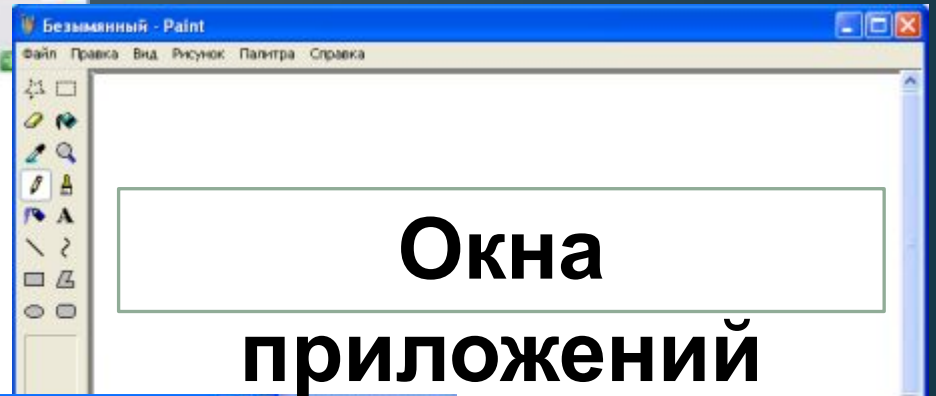 Безымянный - Paint
Файл Правка Вид Рисунок Палитра Справка
A
Окна
приложений